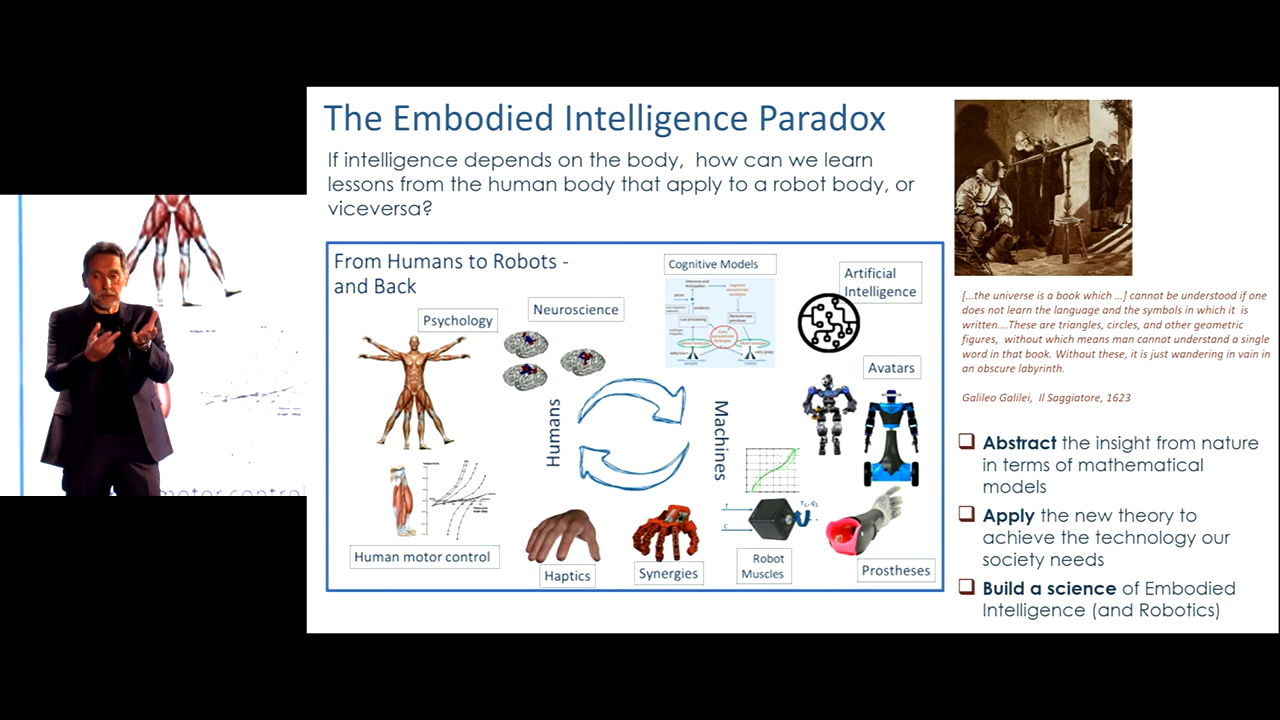 The Embodied Intelligence Paradox
If intelligence depends on the body, how can we learn
lessons from the human body that apply to a robot body, or
viceversa?
From Humans to Robots -
and Back
Psychology
Neuroscience
Cognitive Models
Artificial
Intelligence
Avatars
Humans
Machines
Human motor control
Haptics
Synergies
Robot
Muscles
Prostheses
[...the universe is a book which ...] cannot be understood if one
does not learn the language and the symbols in which it is
written....These are triangles, circles, and other geometric
figures, without which means man cannot understand a single
word in that book. Without these, it is just wandering in vain in
an obscure labyrinth.
Galileo Galilei, Il Saggiatore, 1623
Abstract the insight from nature
in terms of mathematical
models
Apply the new theory to
achieve the technology our
society needs
Build a science of Embodied
Intelligence (and Robotics)
motor control